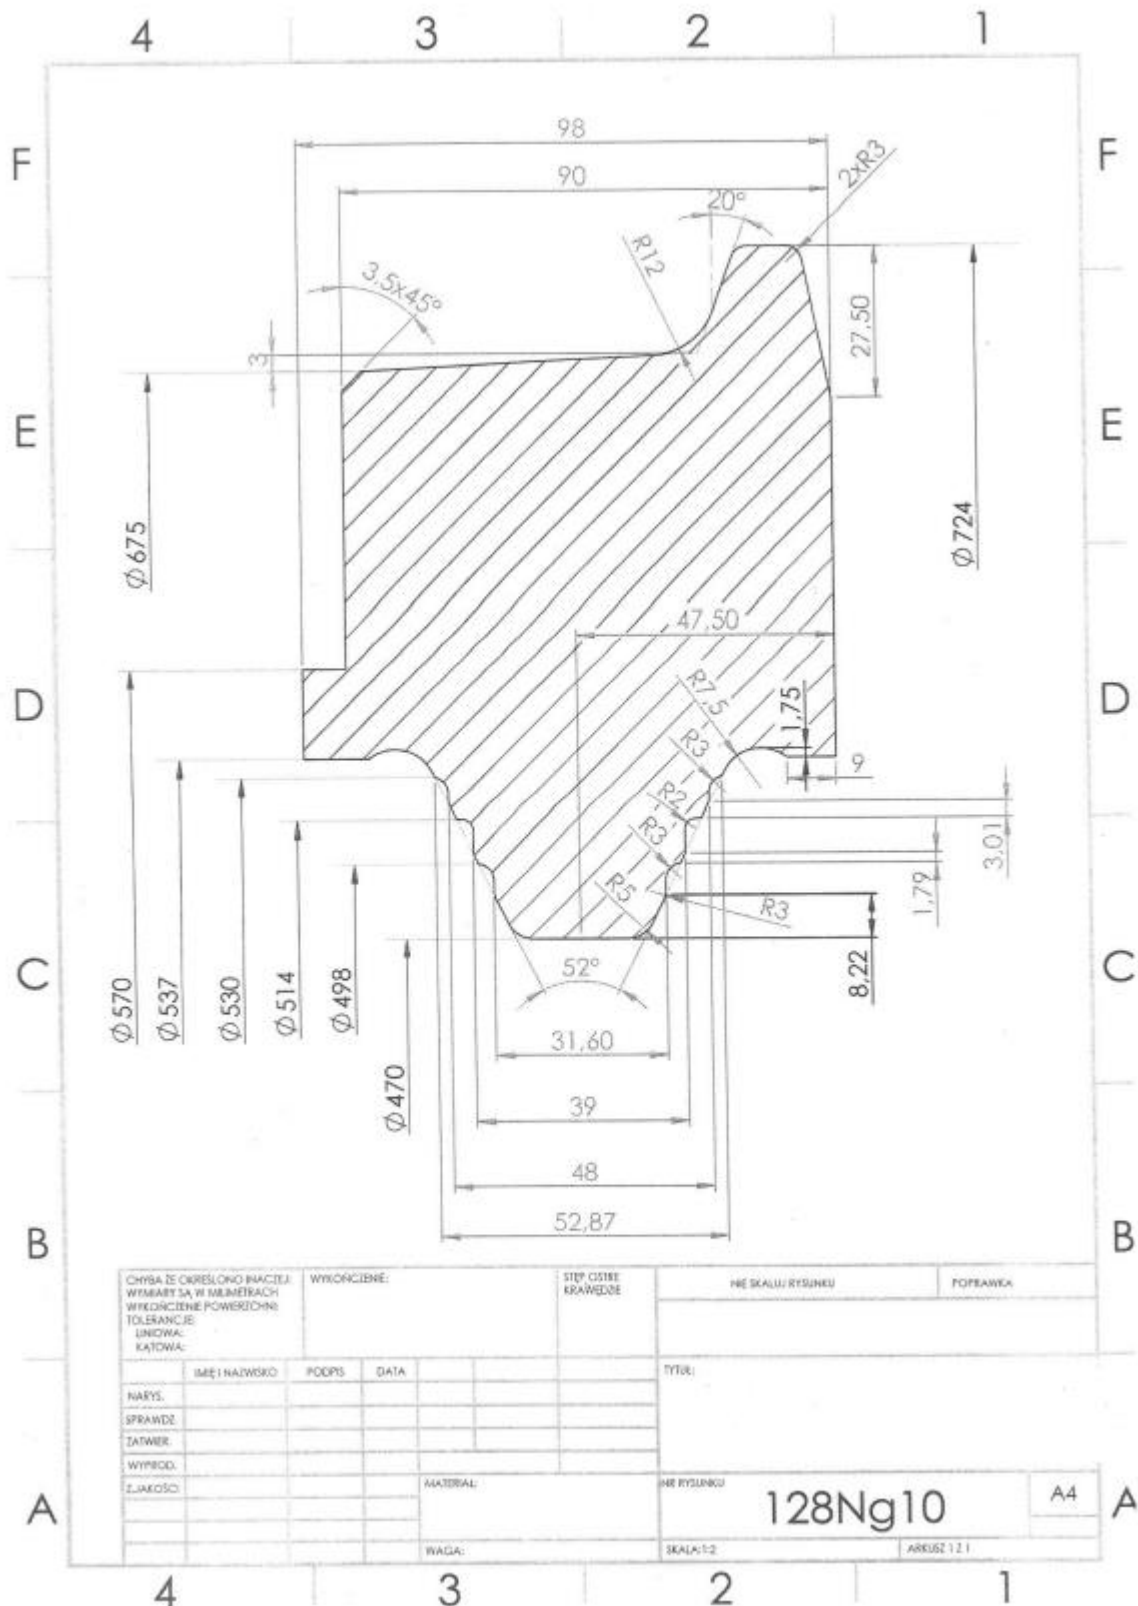 4 3 2 1
F F
98
90
20°
2xR3
R12
3.5x45°
3
27,50
E E
Ø675
Ø724
47,50
D D
R7,5
1,75
R3
9
R2
R3
3,01
1,79
R5
R3
C C
8,22
52°
Ø570
Ø537
Ø530
Ø514
Ø498
31,60
Ø470
39
48
52,87
B B
CHYBA ŻE OKREŚLONO INACZEJ:
WYMIARY SĄ W MILIMETRACH
WYKOŃCZENIE POWIERZCHNI:
TOLERANCJE:
LINIOWA:
KĄTOWA:
WYKOŃCZENIE:
STĘP OSTRE
KRAWĘDZIE
NIE SKALUJ RYSUNKU
POPRAWKA
IMIĘ I NAZWISKO PODPIS DATA
TYTUŁ:
NARYS.
SPRAWDZ.
ZATWIER.
WYPROD.
Z.JAKOŚCI
MATERIAŁ:
NR RYSUNKU
128Ng10
A4
A A
WAGA:
SKALA:1:2
ARKUSZ 1 Z 1
4 3 2 1